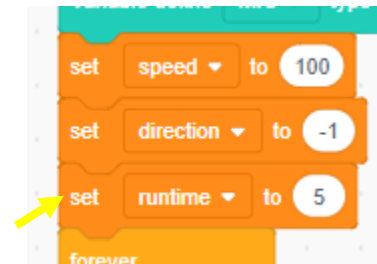 set speed to 100
set direction to -1
set runtime to 5
forever